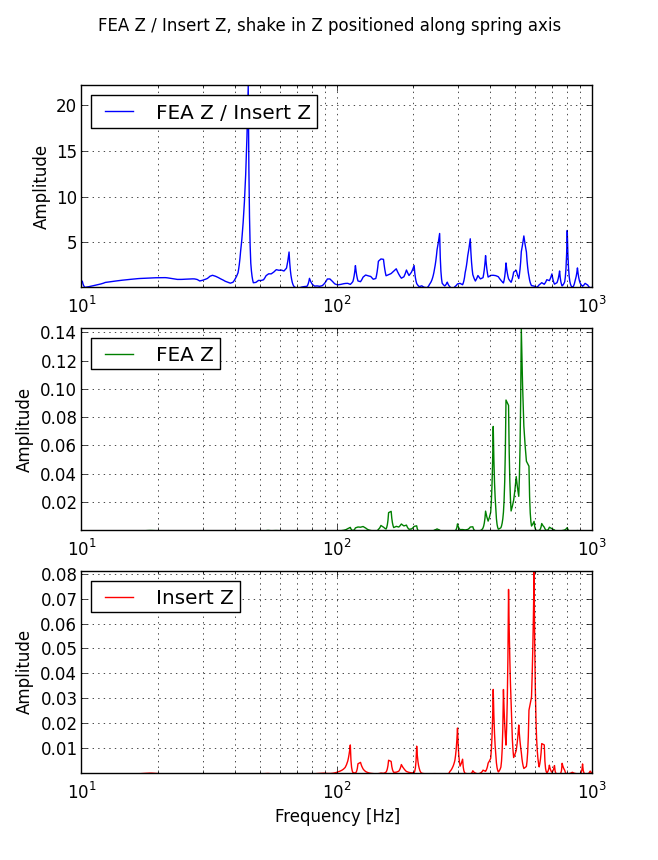 FEA Z / Insert Z, shake in Z positioned along spring axis
20
15
10
5
Amplitude
FEA Z / Insert Z
10^1 10^2 10^3
0.14
0.12
0.10
0.08
0.06
0.04
0.02
Amplitude
FEA Z
10^1 10^2 10^3
0.08
0.07
0.06
0.05
0.04
0.03
0.02
0.01
Amplitude
Insert Z
10^1 10^2 10^3
Frequency [Hz]